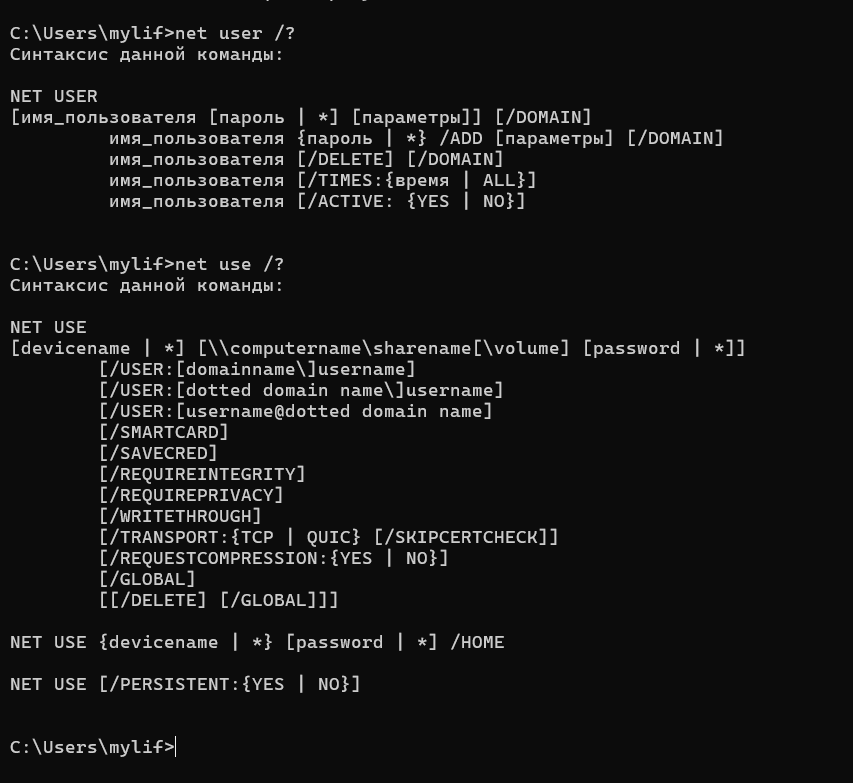 C:\Users\mylif>net user /?
Синтаксис данной команды:
NET USER
[имя_пользователя [пароль | *] [параметры]] [/DOMAIN]
имя_пользователя {пароль | *} /ADD [параметры] [/DOMAIN]
имя_пользователя [/DELETE] [/DOMAIN]
имя_пользователя [/TIMES:{время | ALL}]
имя_пользователя [/ACTIVE: {YES | NO}]
C:\Users\mylif>net use /?
Синтаксис данной команды:
NET USE
[devicename | *] [\\computername\sharename[\volume] [password | *]]
[/USER:[domainname\]username]
[/USER:[dotted domain name\]username]
[/USER:[username@dotted domain name]
[/SMARTCARD]
[/SAVECRED]
[/REQUIREINTEGRITY]
[/REQUIREPRIVACY]
[/WRITETHROUGH]
[/TRANSPORT:{TCP | QUIC} [/SKIPCERTCHECK]]
[/REQUESTCOMPRESSION:{YES | NO}]
[/GLOBAL]
[[/DELETE] [/GLOBAL]]]
NET USE {devicename | *} [password | *] /HOME
NET USE [/PERSISTENT:{YES | NO}]
C:\Users\mylif>